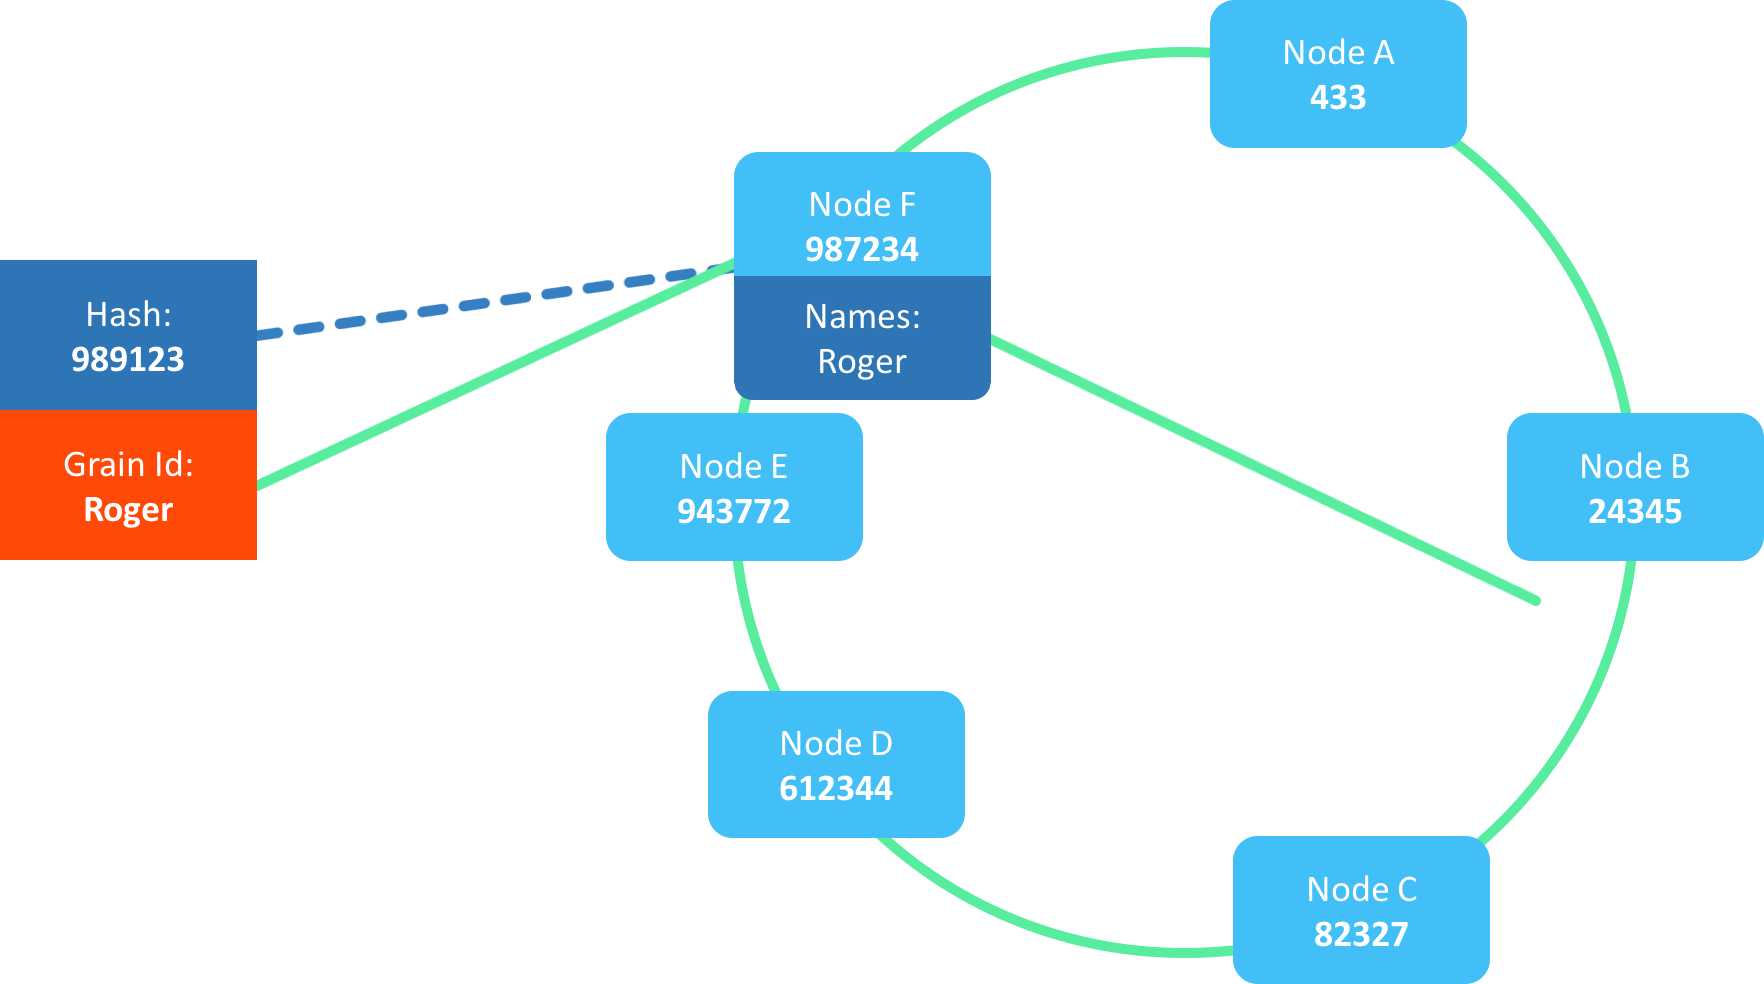 Node A
433
Node F
987234
Names:
Roger
Hash:
989123
Grain Id:
Roger
Node E
943772
Node B
24345
Node D
612344
Node C
82327